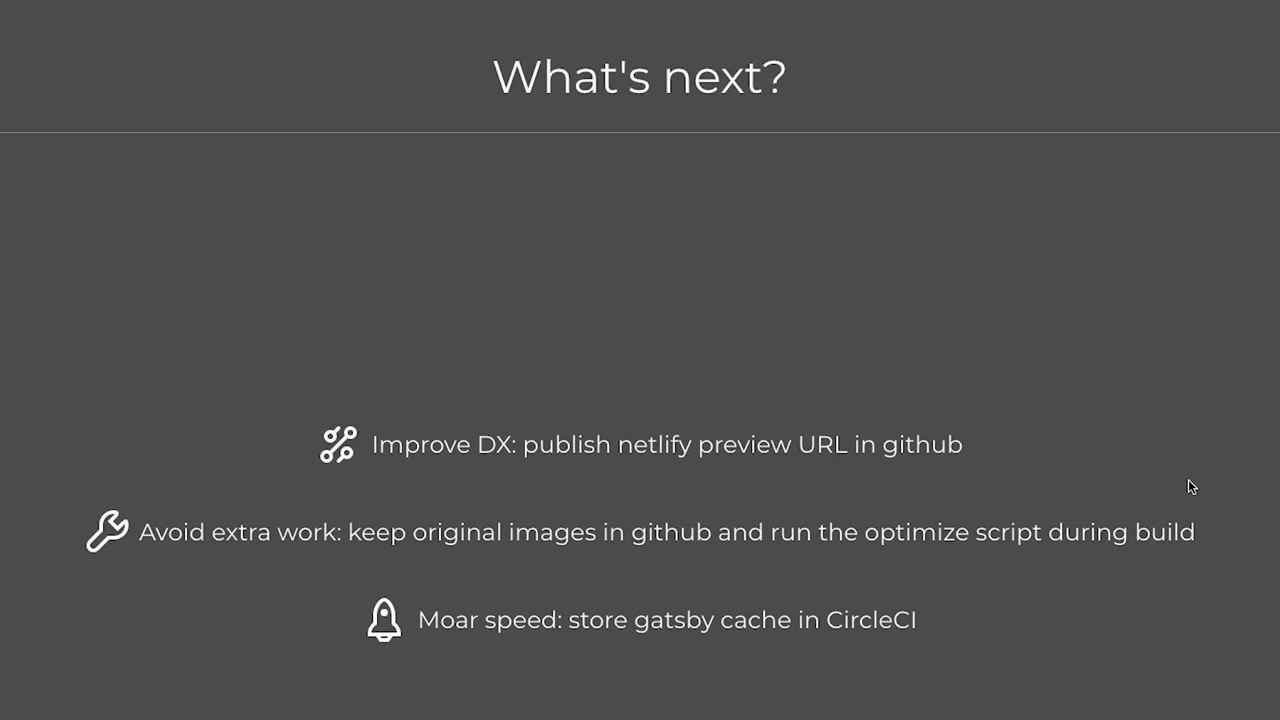 What's next?
Improve DX: publish netlify preview URL in github
Avoid extra work: keep original images in github and run the optimize script during build
Moar speed: store gatsby cache in CircleCI